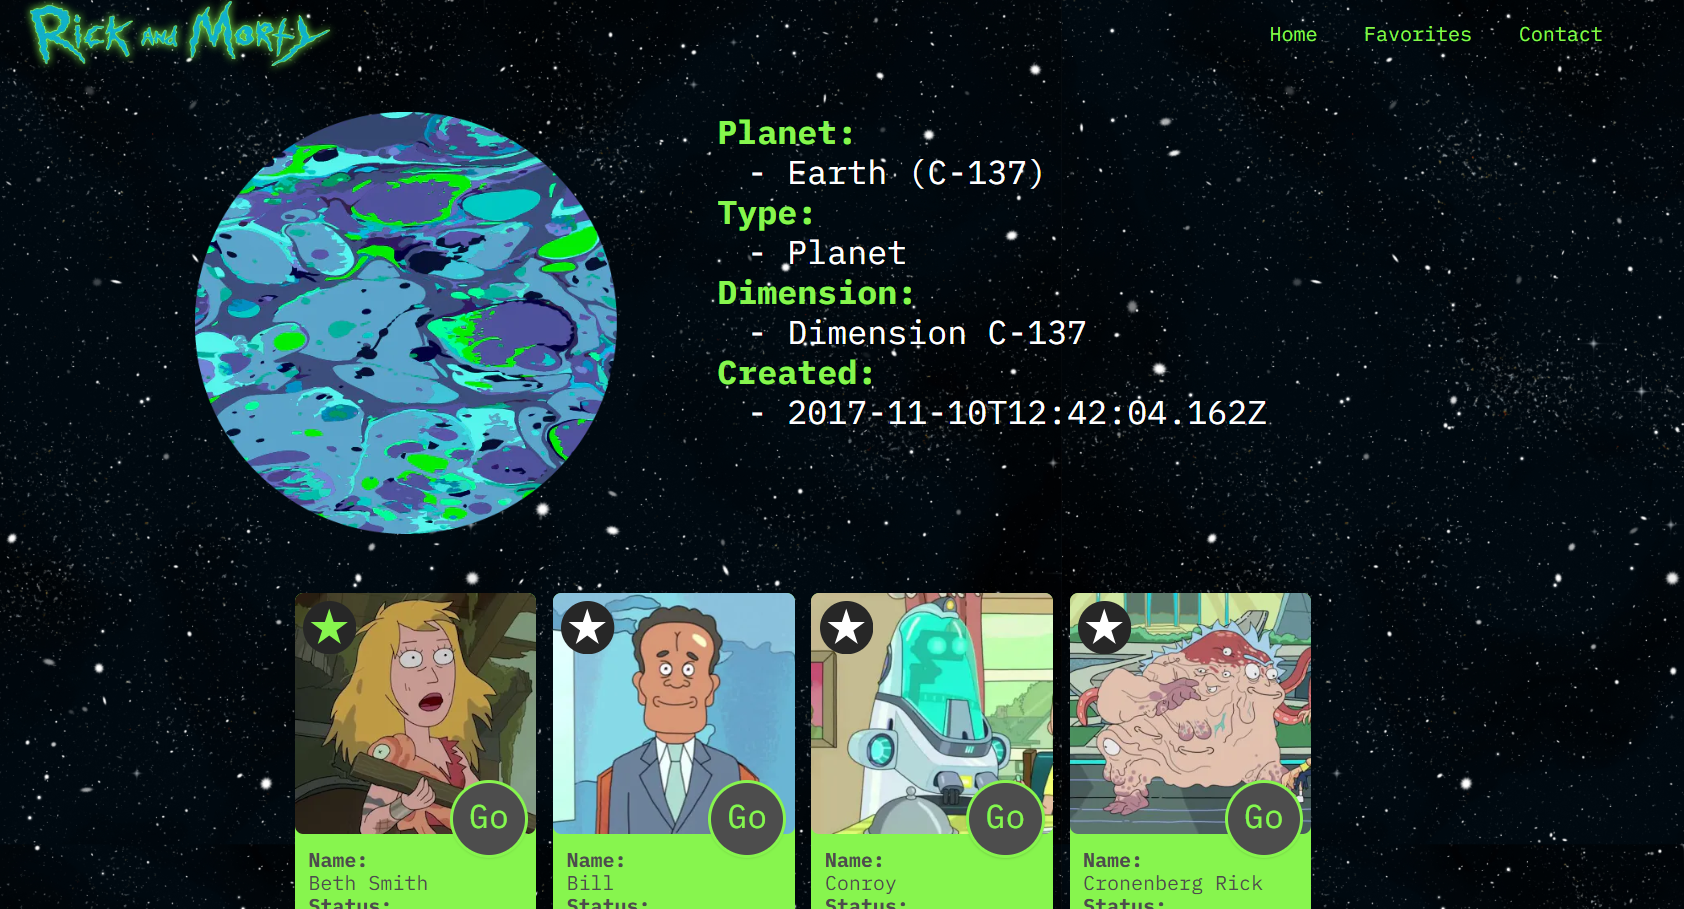 Rick and Morty
Home Favorites Contact
Planet:
- Earth (C-137)
Type:
- Planet
Dimension:
- Dimension C-137
Created:
- 2017-11-10T12:42:04.162Z
Go Go Go Go
Name: Name: Name: Name:
Beth Smith Bill Conroy Cronenberg Rick
Status: Status: Status: Status: